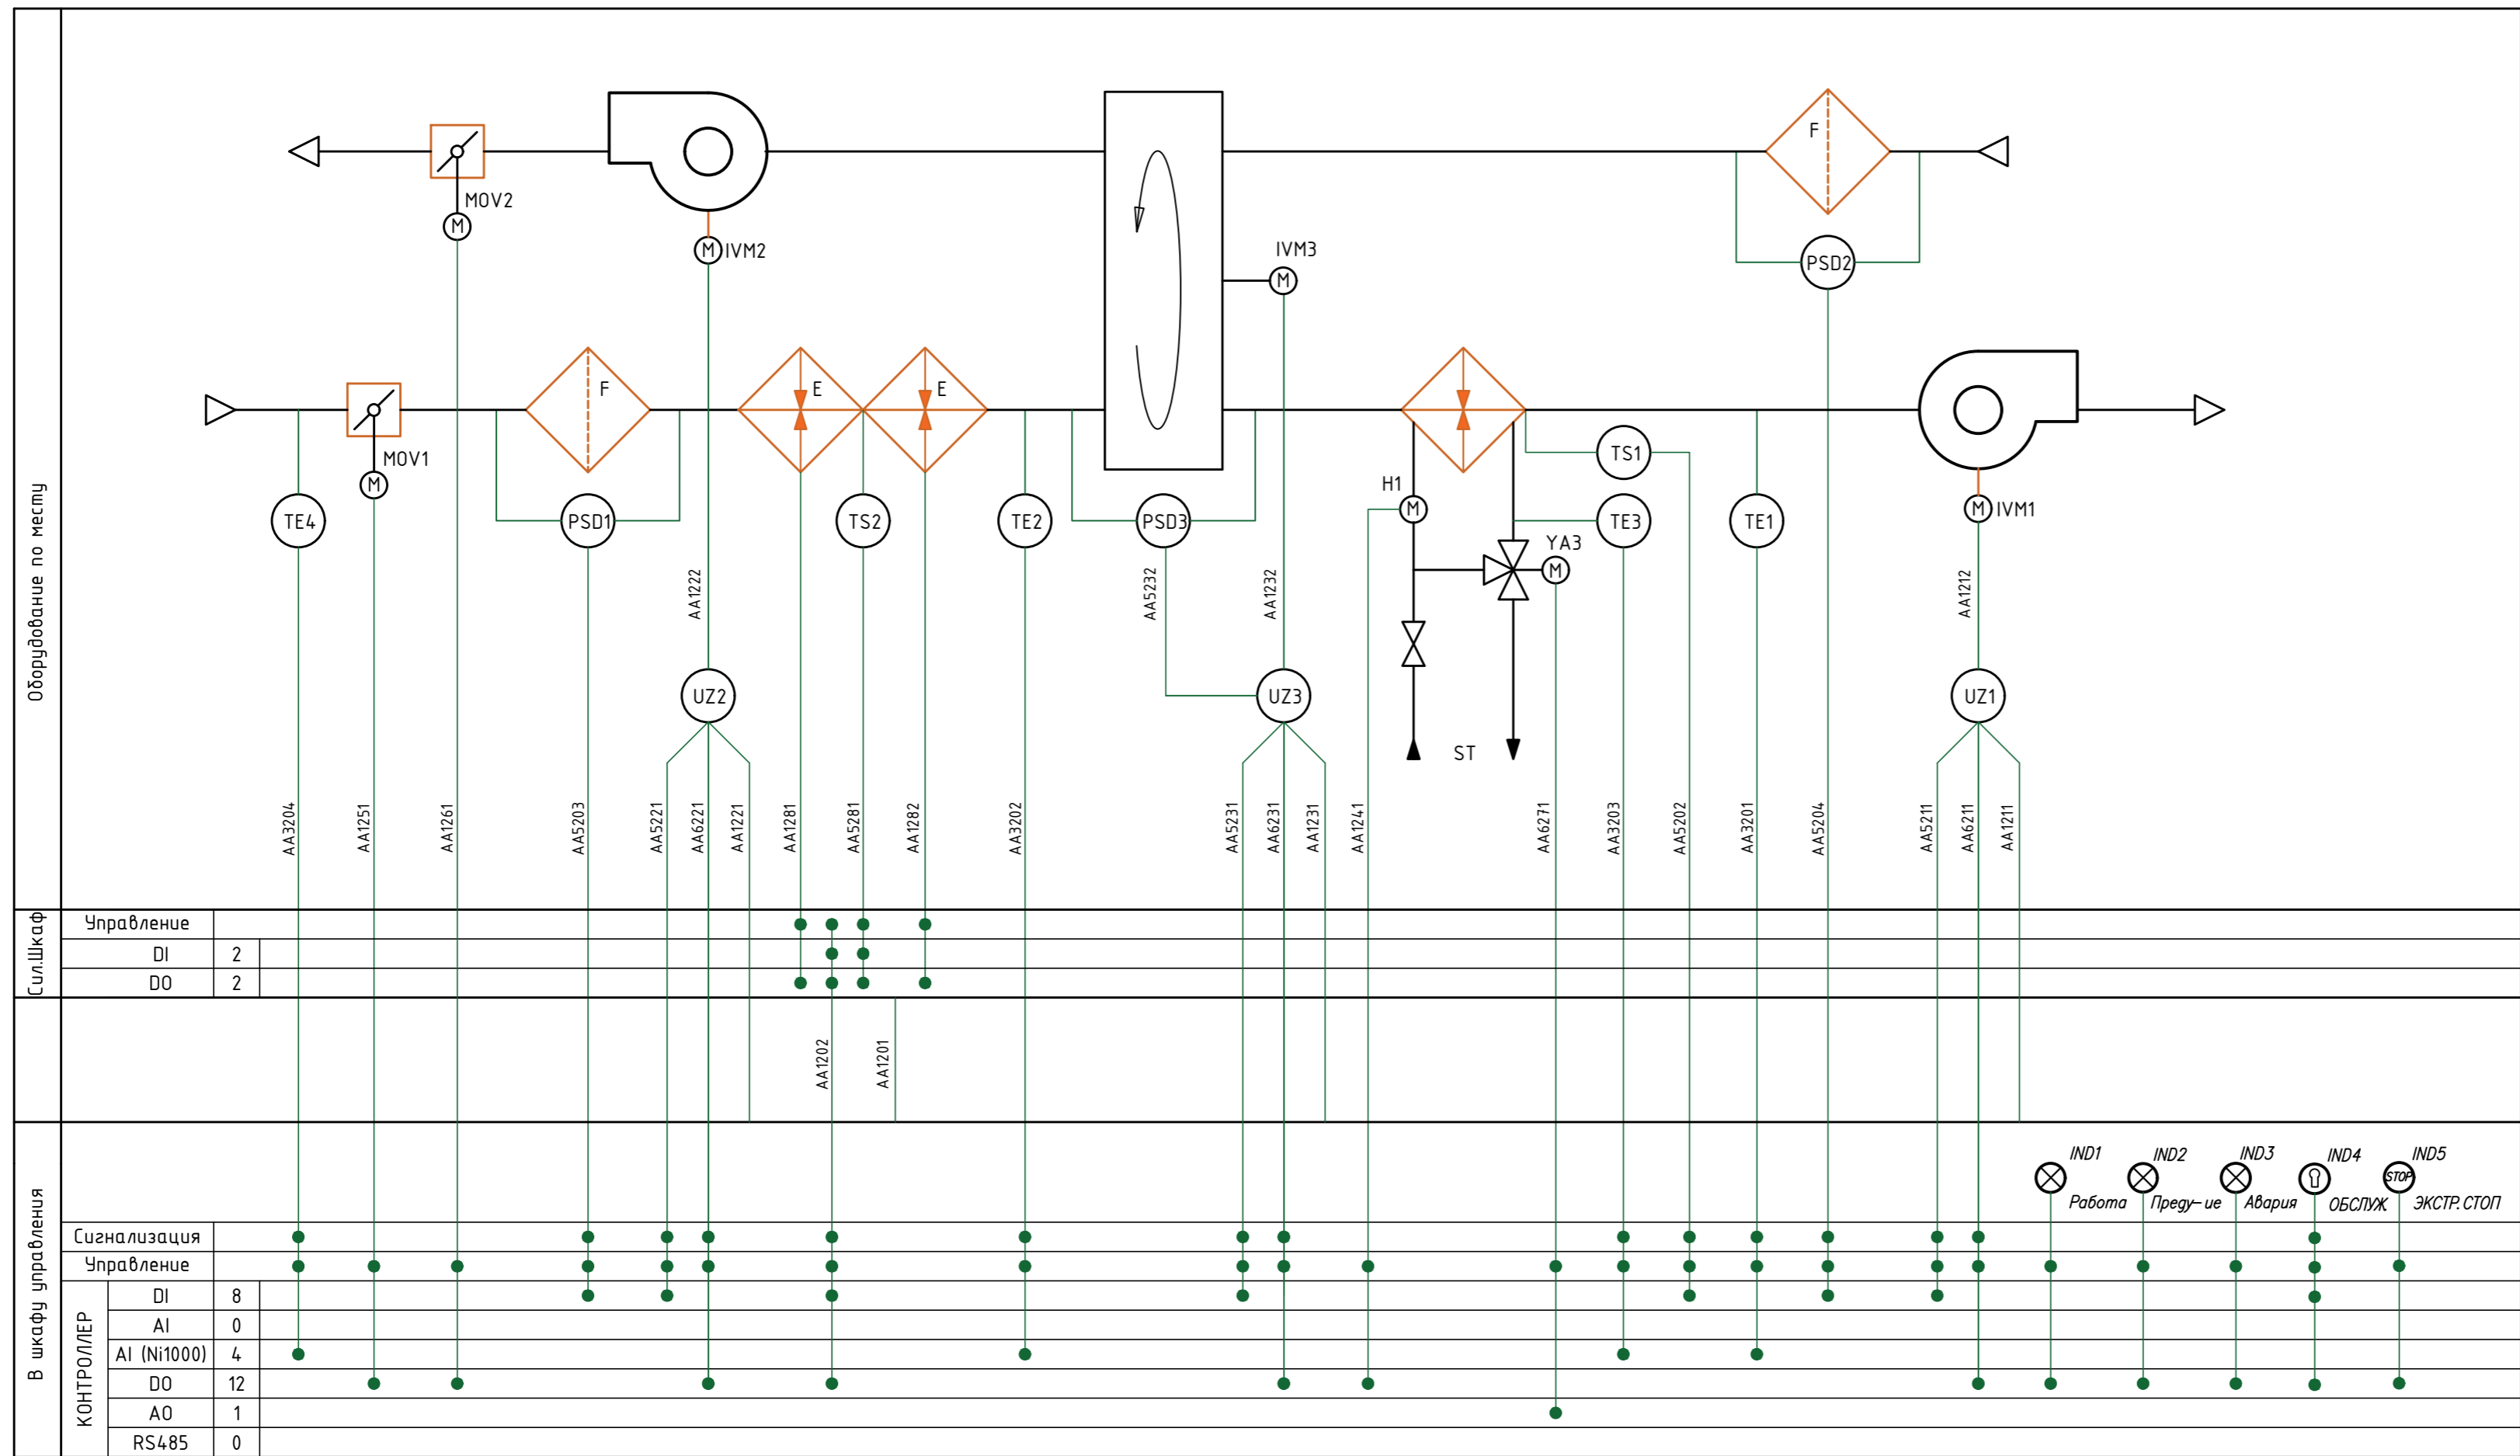 Оборудование по месту
MOV2
M
M
IVM2
IVM3
M
F
PSD2
F
E
E
MOV1
M
TE4
PSD1
TS2
TE2
PSD3
H1
M
TS1
TE3
YA3
M
TE1
M
IVM1
AA1222
AA5232
AA1232
AA1212
UZ2
UZ3
UZ1
ST
AA3204
AA1251
AA1261
AA5203
AA5221
AA6221
AA1221
AA1281
AA5281
AA1282
AA3202
AA5231
AA6231
AA1231
AA1241
AA6271
AA3203
AA5202
AA3201
AA5204
AA5211
AA6211
AA1211
Сил.Шкаф
Управление
DI 2
DO 2
AA1202
AA1201
В шкафу управления
IND1
IND2
IND3
IND4
IND5
STOP
Работа
Преду-ие
Авария
ОБСЛУЖ
ЭКСТР. СТОП
Сигнализация
Управление
КОНТРОЛЛЕР
DI 8
AI 0
AI (Ni1000) 4
DO 12
AO 1
RS485 0